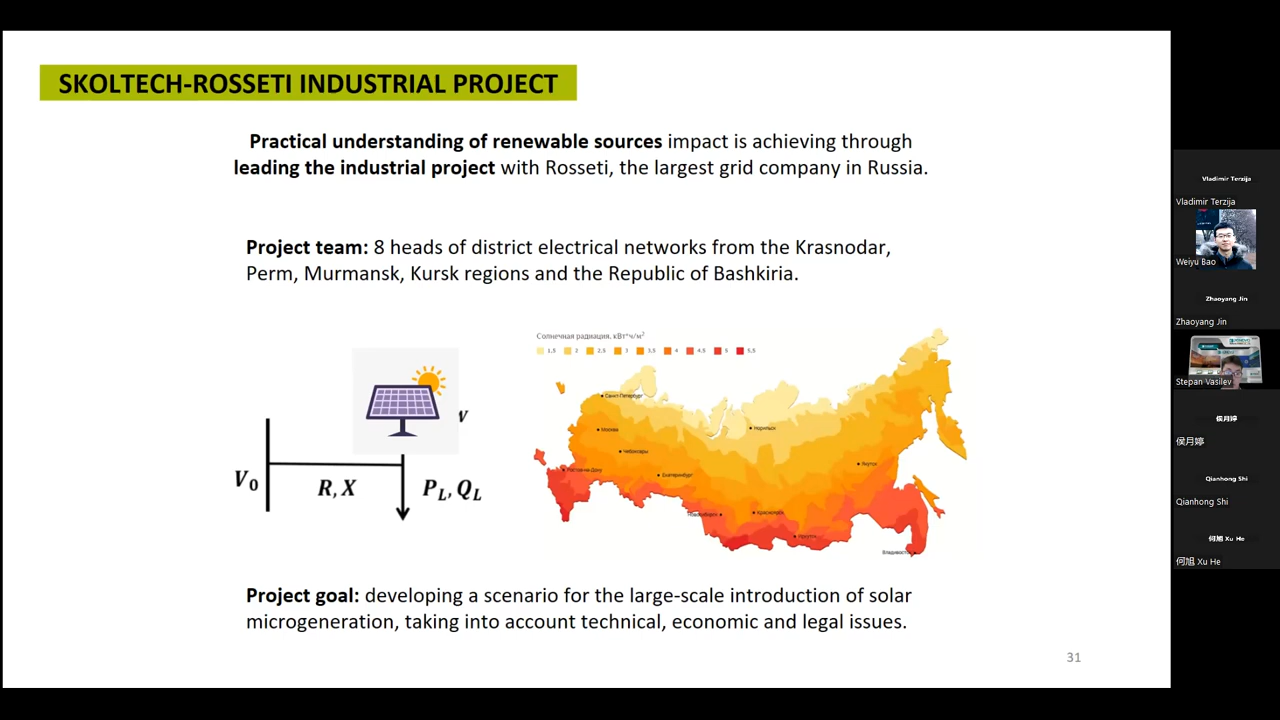 SKOLTECH-ROSSETI INDUSTRIAL PROJECT
Practical understanding of renewable sources impact is achieving through
leading the industrial project with Rosseti, the largest grid company in Russia.
Project team: 8 heads of district electrical networks from the Krasnodar,
Perm, Murmansk, Kursk regions and the Republic of Bashkiria.
Солнечная радиация, кВт*ч/м²
1,5 2 2,5 3 3,5 4 4,5 5 5,5
Санкт-Петербург
Москва
Норильск
Чебоксары
Ростов-на-Дону
Екатеринбург
Якутск
Новосибирск
Красноярск
Иркутск
Владивосток
V₀
R, X
P_L, Q_L
Project goal: developing a scenario for the large-scale introduction of solar
microgeneration, taking into account technical, economic and legal issues.
31
Vladimir Terzija
Vladimir Terzija
Weiyu Bao
Zhaoyang Jin
Zhaoyang Jin
Stepan Vasilev
侯月婷
侯月婷
Qianhong Shi
Qianhong Shi
何旭 Xu He
何旭 Xu He